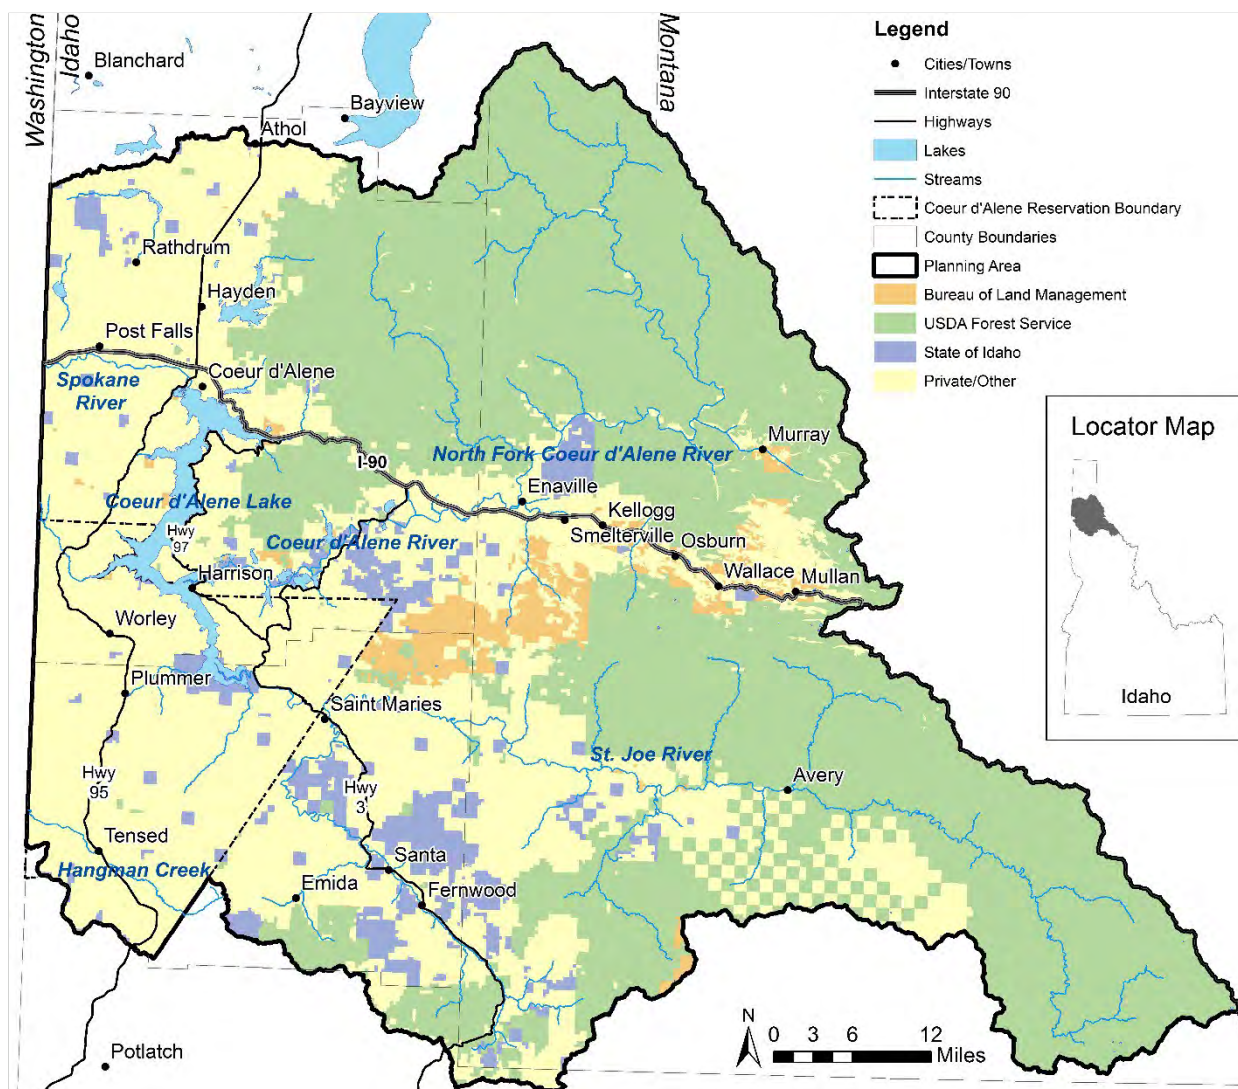 Washington
Idaho
Montana
Blanchard
Bayview
Athol
Rathdrum
Hayden
Post Falls
Coeur d'Alene
Spokane
River
Murray
North Fork Coeur d'Alene River
I-90
Enaville
Coeur d'Alene Lake
Kellogg
Smelterville
Hwy
97
Coeur d'Alene River
Osburn
Harrison
Wallace
Mullan
Worley
Plummer
Saint Maries
St. Joe River
Hwy
95
Hwy
3
Avery
Tensed
Hangman Creek
Santa
Emida
Fernwood
Potlatch
Legend
Cities/Towns
Interstate 90
Highways
Lakes
Streams
Coeur d'Alene Reservation Boundary
County Boundaries
Planning Area
Bureau of Land Management
USDA Forest Service
State of Idaho
Private/Other
Locator Map
Idaho
N
0 3 6 12
Miles